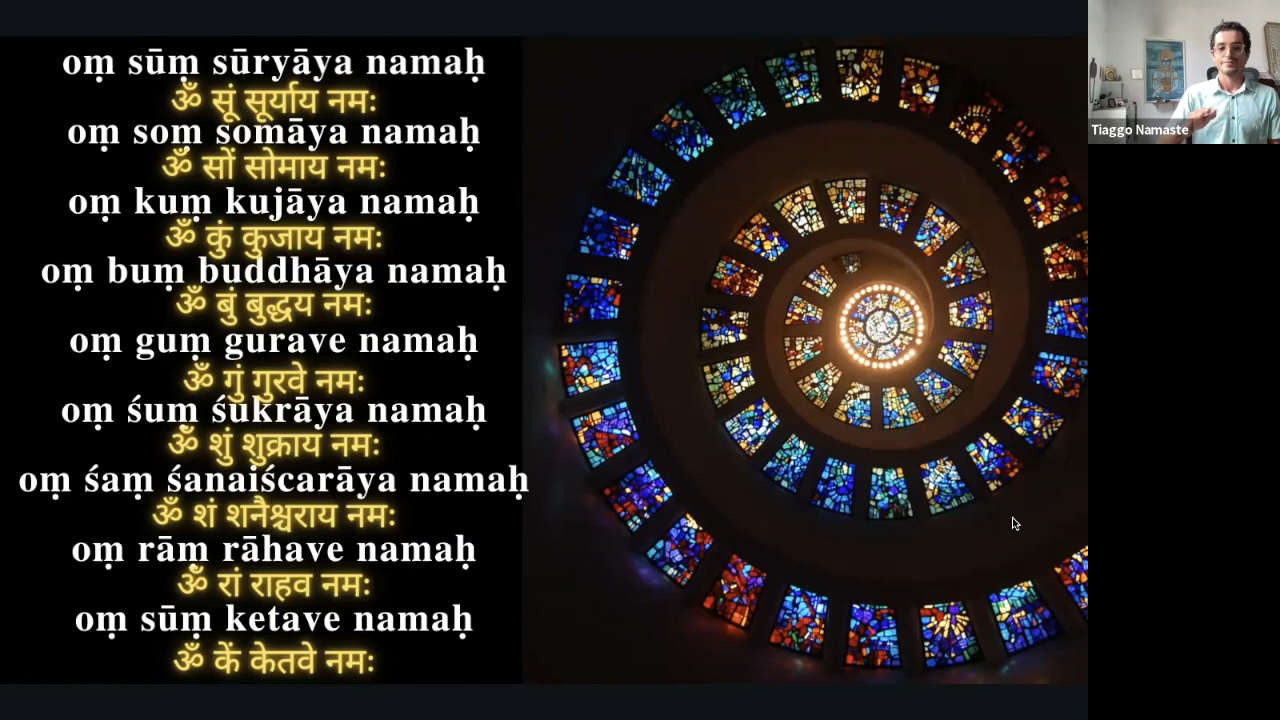 oṃ sūṃ sūryāya namaḥ
ॐ सूं सूर्याय नमः
oṃ soṃ somāya namaḥ
ॐ सों सोमाय नमः
oṃ kuṃ kujāya namaḥ
ॐ कुं कुजाय नमः
oṃ buṃ buddhāya namaḥ
ॐ बुं बुद्धय नमः
oṃ guṃ gurave namaḥ
ॐ गुं गुरवे नमः
oṃ śuṃ śukrāya namaḥ
ॐ शुं शुक्राय नमः
oṃ śaṃ śanaiścarāya namaḥ
ॐ शं शनैश्चराय नमः
oṃ rāṃ rāhave namaḥ
ॐ रां राहव नमः
oṃ sūṃ ketave namaḥ
ॐ कें केतवे नमः
Tiaggo Namaste